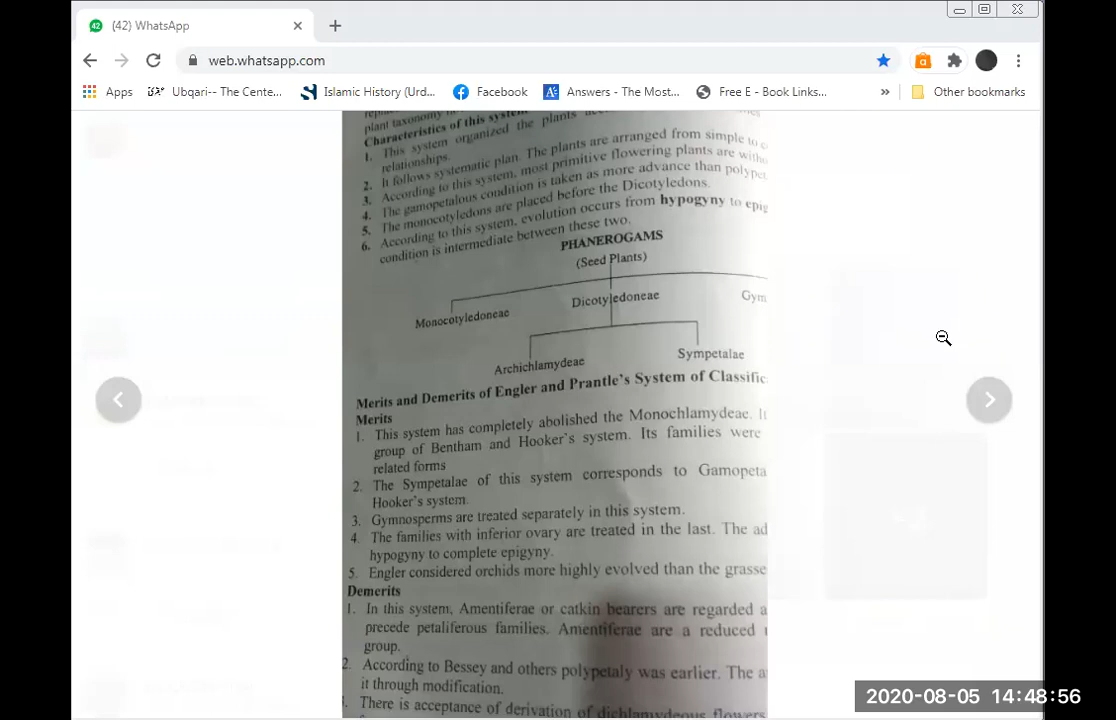 42
(42) WhatsApp
web.whatsapp.com
Apps
Ubqari-- The Cente...
Islamic History (Urd...
Facebook
Answers - The Most...
Free E - Book Links...
»
Other bookmarks
plant taxonomy
Characteristics of this system
1. This system organized the plants
relationships.
2. It follows systematic plan. The plants are arranged from simple to
3. According to this system, most primitive flowering plants are
4. The gamopetalous condition is taken as more advance than
5. The monocotyledons are placed before the Dicotyledons.
6. According to this system, evolution occurs from hypogyny to
condition is intermediate between these two.
PHANEROGAMS
(Seed Plants)
Monocotyledoneae
Dicotyledoneae
Gym
Archichlamydeae
Sympetalae
Merits and Demerits of Engler and Prantle's System of Classific
Merits
1. This system has completely abolished the Monochlamydeae. It
group of Bentham and Hooker's system. Its families were
related forms
2. The Sympetalae of this system corresponds to Gamopeta
Hooker's system.
3. Gymnosperms are treated separately in this system.
4. The families with inferior ovary are treated in the last. The ad
hypogyny to complete epigyny.
5. Engler considered orchids more highly evolved than the grasse
Demerits
1. In this system, Amentiferae or catkin bearers are regarded a
precede petaliferous families. Amentiferae are a reduced
group.
2. According to Bessey and others polypetaly was earlier. The a
it through modification.
There is acceptance of derivation of dichlamydeous flowers
2020-08-05 14:48:56